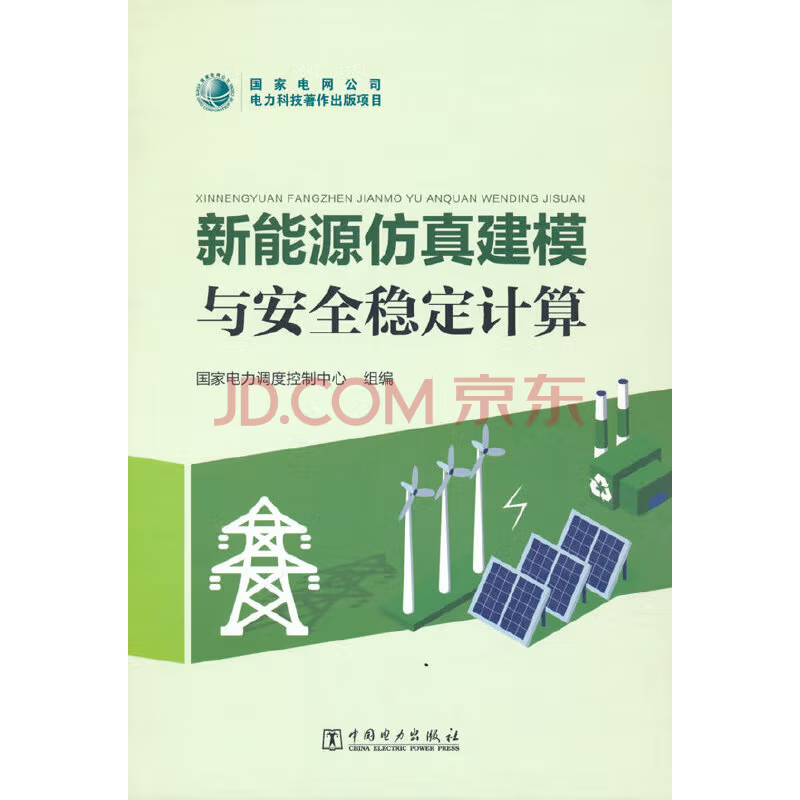 国家电网公司
电力科技著作出版项目
XINNENGYUAN FANGZHEN JIANMO YU ANQUAN WENDING JISUAN
新能源仿真建模
与安全稳定计算
国家电力调度控制中心 组编
JD.COM 京东
中国电力出版社
CHINA ELECTRIC POWER PRESS